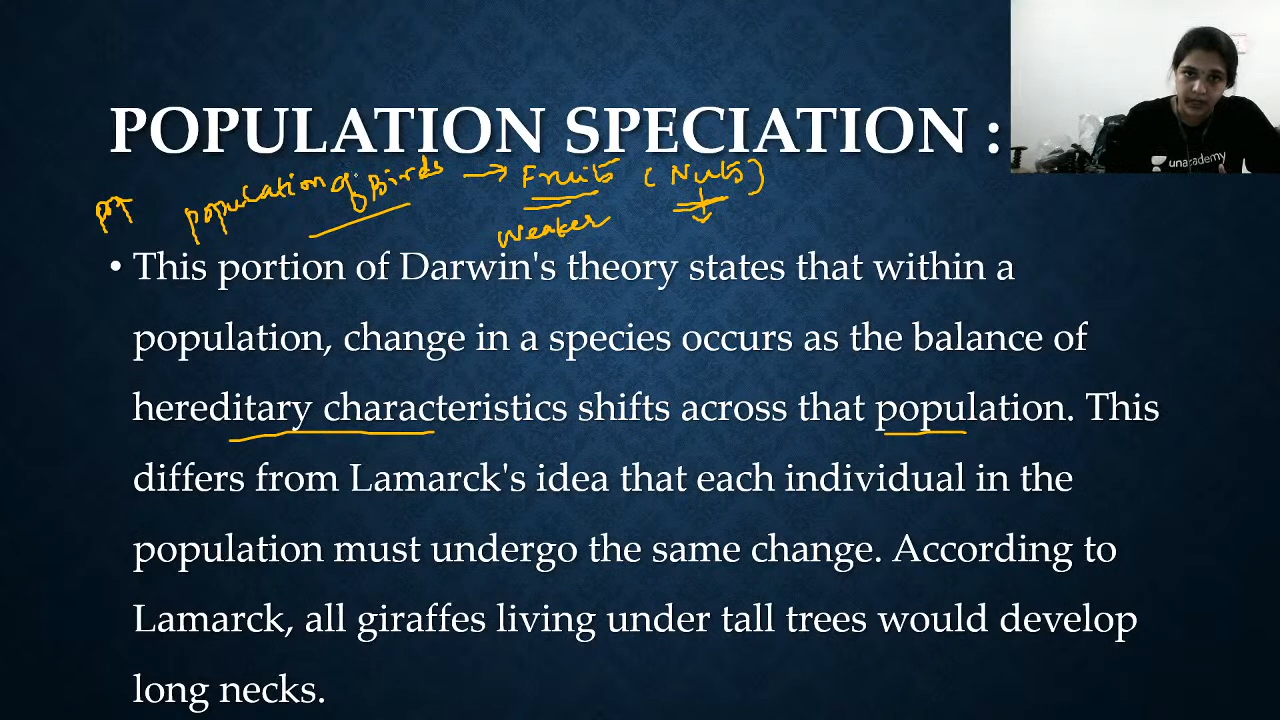 POPULATION SPECIATION :
unacademy
population of Birds → Fruits (Nuts)
Weaker
• This portion of Darwin's theory states that within a
population, change in a species occurs as the balance of
hereditary characteristics shifts across that population. This
differs from Lamarck's idea that each individual in the
population must undergo the same change. According to
Lamarck, all giraffes living under tall trees would develop
long necks.